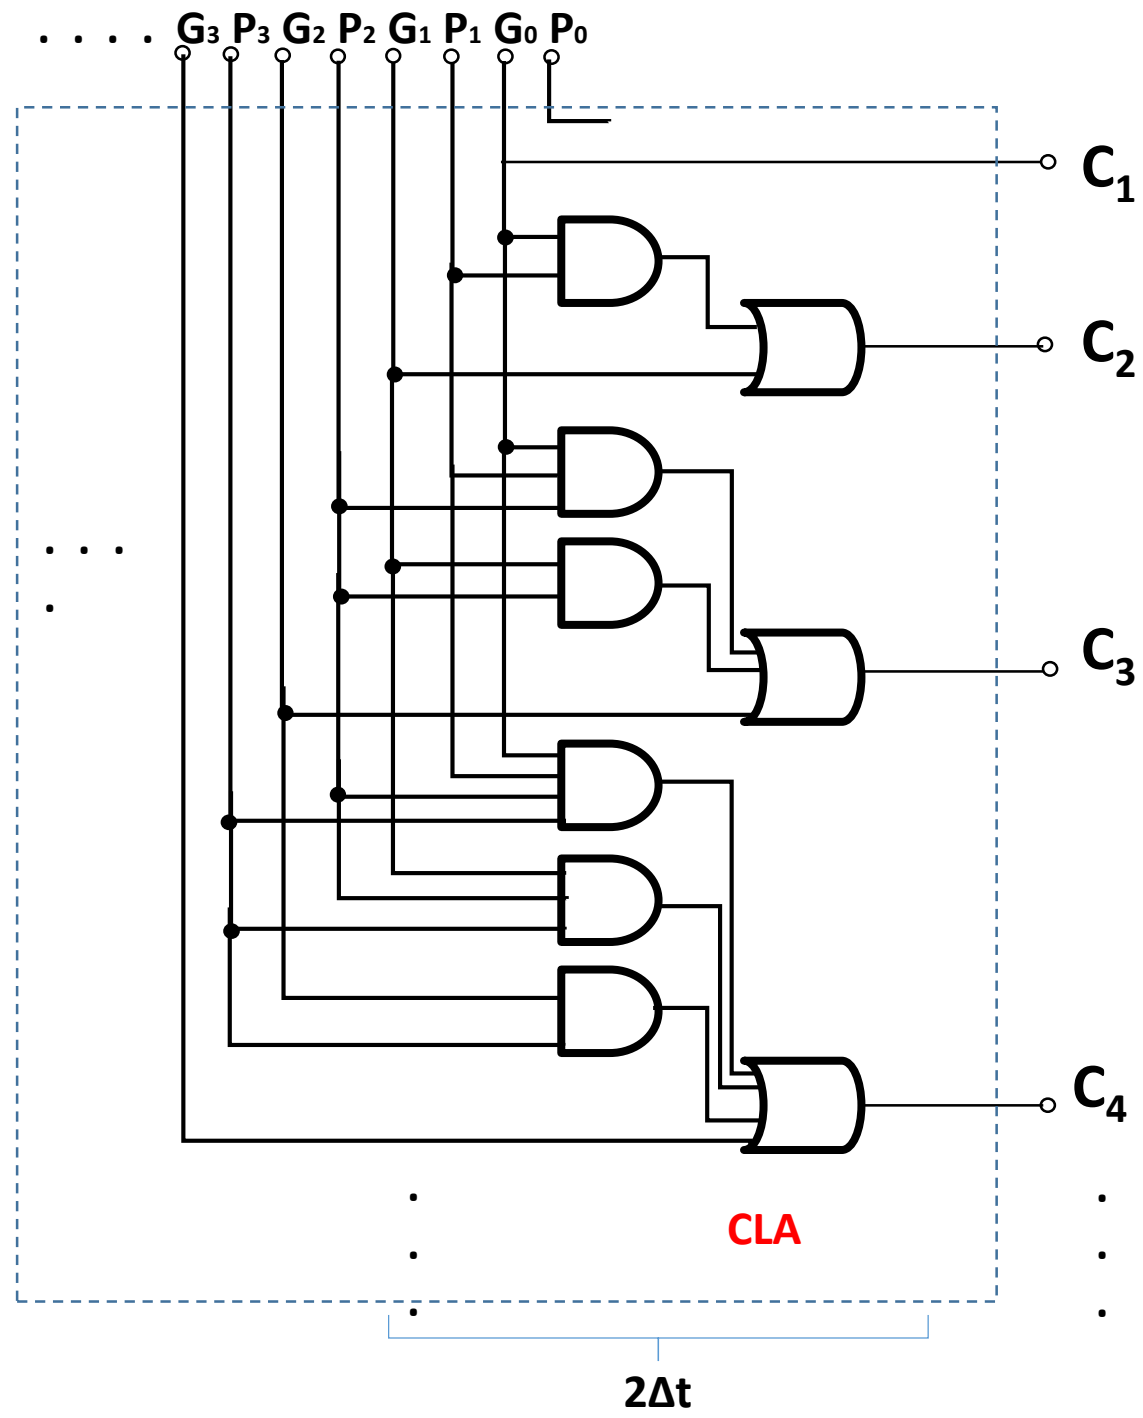 . . . . G₃ P₃ G₂ P₂ G₁ P₁ G₀ P₀
C₁
C₂
. . .
.
C₃
C₄
.
.
.
CLA
.
.
.
2Δt